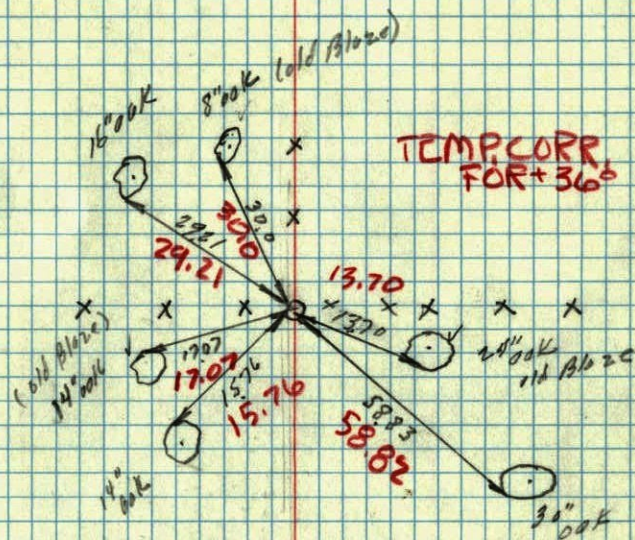 8" oak (old Blaze)
16" oak
TEMP. CORR.
FOR + 36°
30.0
30.0
29.21
29.21
13.70
13.70
24" oak
old Blaze
(old Blaze)
14" oak
17.07
17.07
15.76
15.76
58.83
58.82
14"
oak
30"
oak